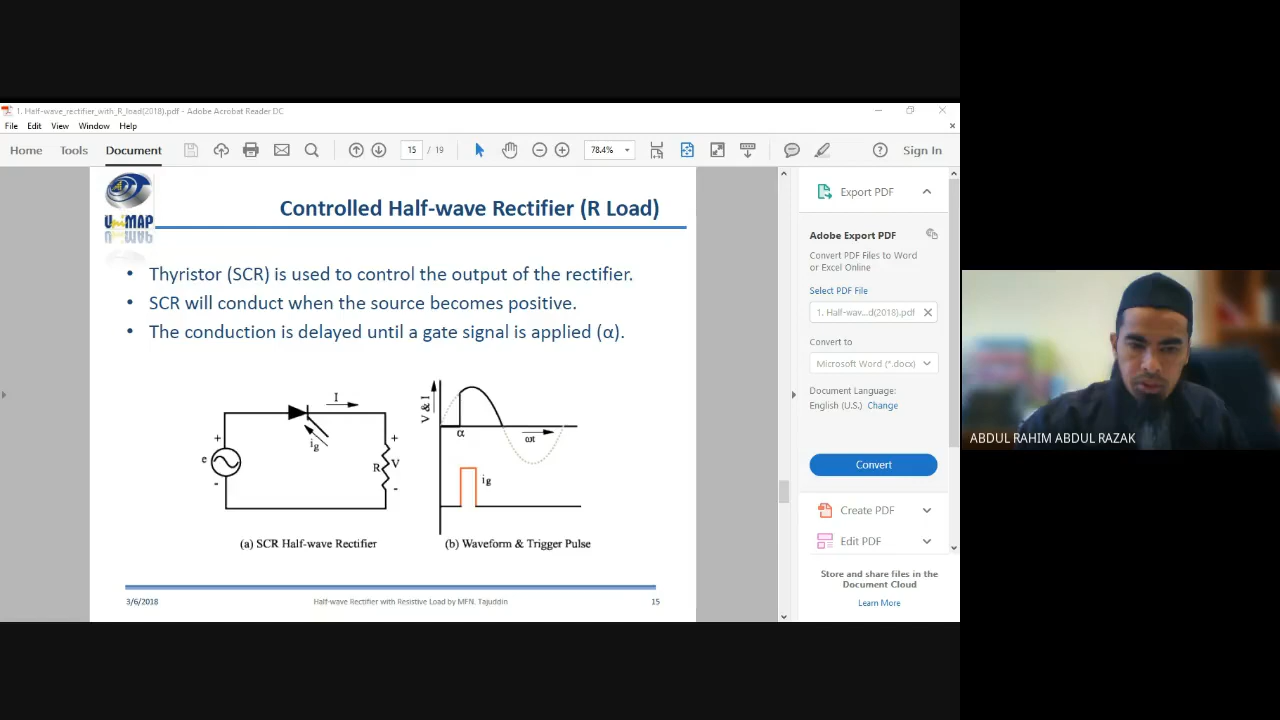 1. Half-wave_rectifier_with_R_load(2018).pdf - Adobe Acrobat Reader DC
File Edit View Window Help
Home Tools Document 15 / 19 78.4% Sign In
UniMAP
Controlled Half-wave Rectifier (R Load)
• Thyristor (SCR) is used to control the output of the rectifier.
• SCR will conduct when the source becomes positive.
• The conduction is delayed until a gate signal is applied (α).
I
ig
+
e
-
R
+
V
-
V & I
α
ωt
ig
(a) SCR Half-wave Rectifier
(b) Waveform & Trigger Pulse
3/6/2018 Half-wave Rectifier with Resistive Load by MFN. Tajuddin 15
Export PDF
Adobe Export PDF
Convert PDF Files to Word
or Excel Online
Select PDF File
1. Half-wav...d(2018).pdf
Convert to
Microsoft Word (*.docx)
Document Language:
English (U.S.) Change
Convert
Create PDF
Edit PDF
Store and share files in the
Document Cloud
Learn More
ABDUL RAHIM ABDUL RAZAK